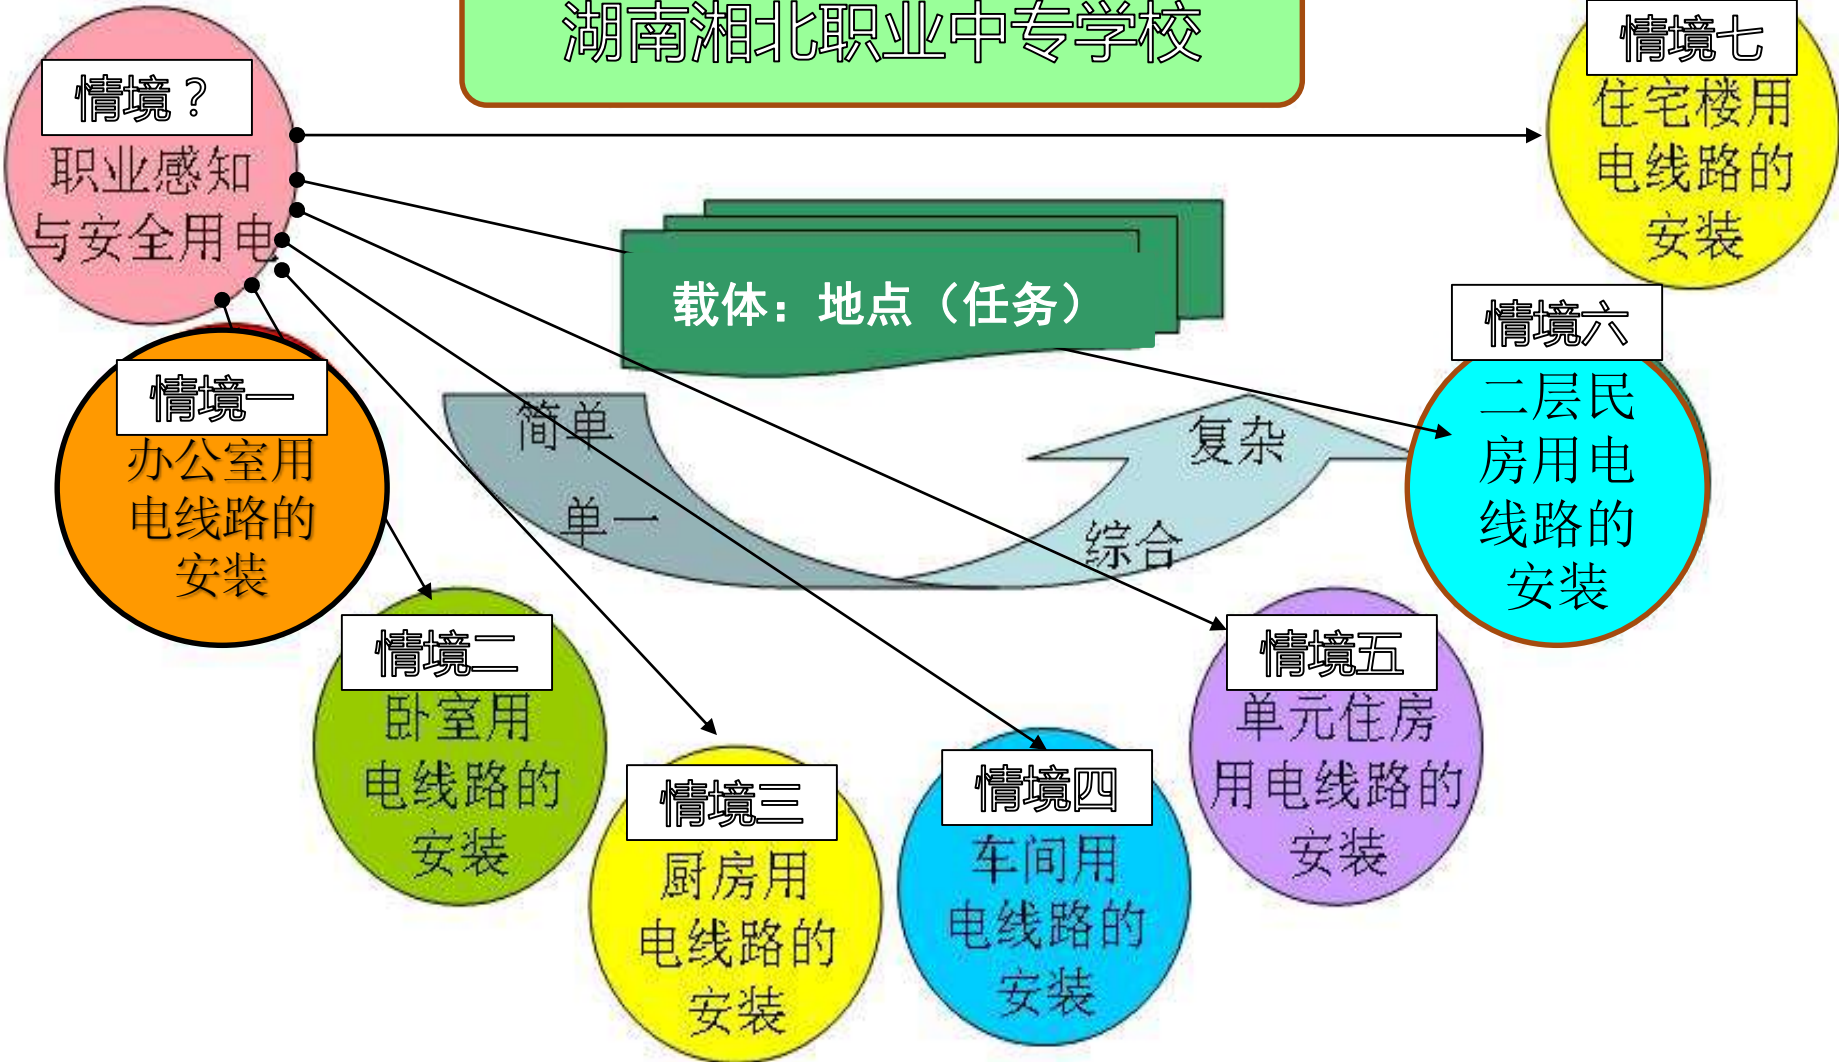 湖南湘北职业中专学校
情境？
职业感知
与安全用电
情境七
住宅楼用
电线路的
安装
载体：地点（任务）
情境六
二层民
房用电
线路的
安装
情境一
办公室用
电线路的
安装
简单
单一
复杂
综合
情境二
卧室用
电线路的
安装
情境三
厨房用
电线路的
安装
情境四
车间用
电线路的
安装
情境五
单元住房
用电线路的
安装